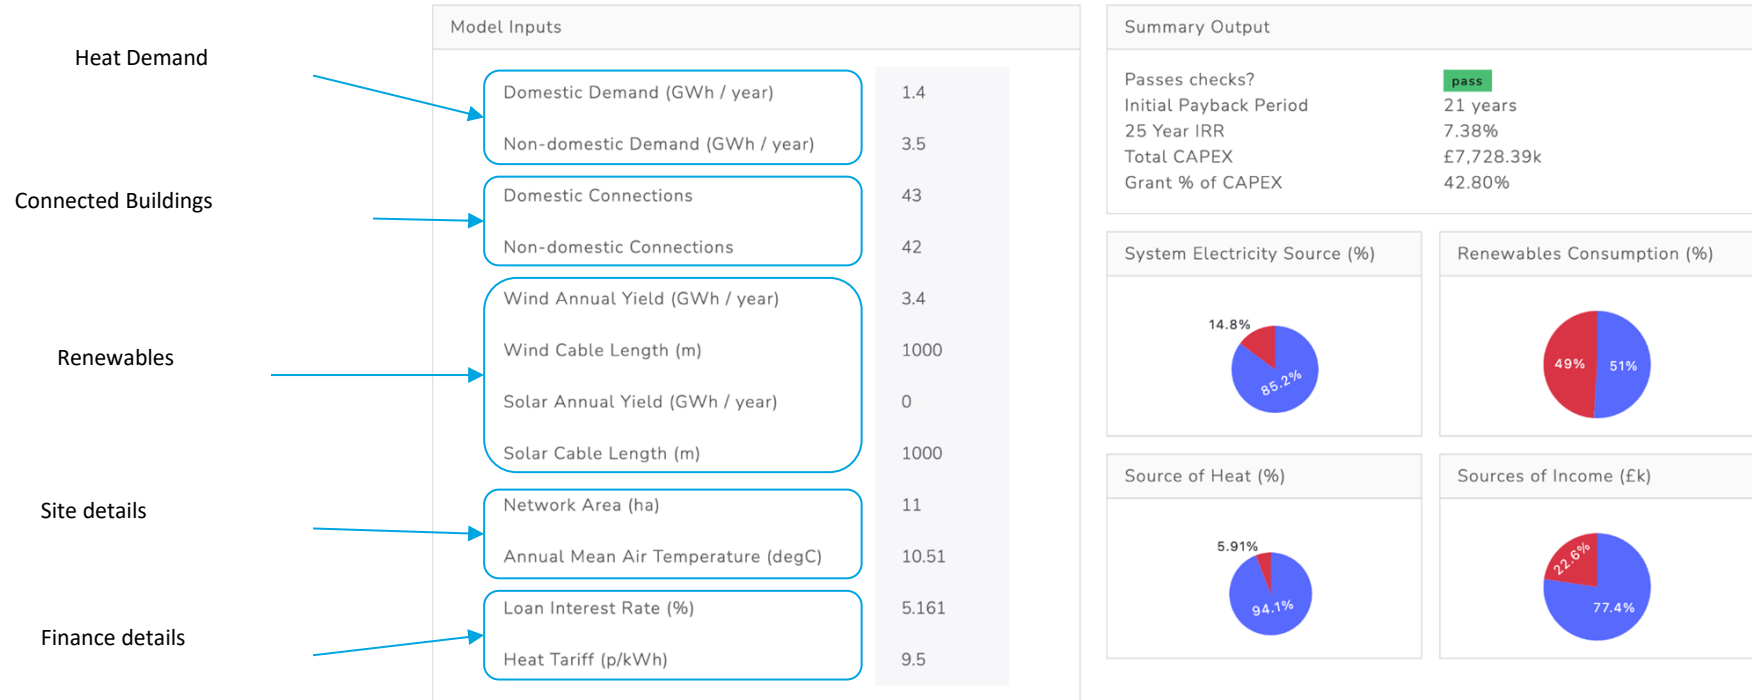 Heat Demand
Connected Buildings
Renewables
Site details
Finance details
Model Inputs
Domestic Demand (GWh / year) 1.4
Non-domestic Demand (GWh / year) 3.5
Domestic Connections 43
Non-domestic Connections 42
Wind Annual Yield (GWh / year) 3.4
Wind Cable Length (m) 1000
Solar Annual Yield (GWh / year) 0
Solar Cable Length (m) 1000
Network Area (ha) 11
Annual Mean Air Temperature (degC) 10.51
Loan Interest Rate (%) 5.161
Heat Tariff (p/kWh) 9.5
Summary Output
Passes checks? pass
Initial Payback Period 21 years
25 Year IRR 7.38%
Total CAPEX £7,728.39k
Grant % of CAPEX 42.80%
System Electricity Source (%)
14.8%
85.2%
Renewables Consumption (%)
49% 51%
Source of Heat (%)
5.91%
94.1%
Sources of Income (£k)
22.6%
77.4%